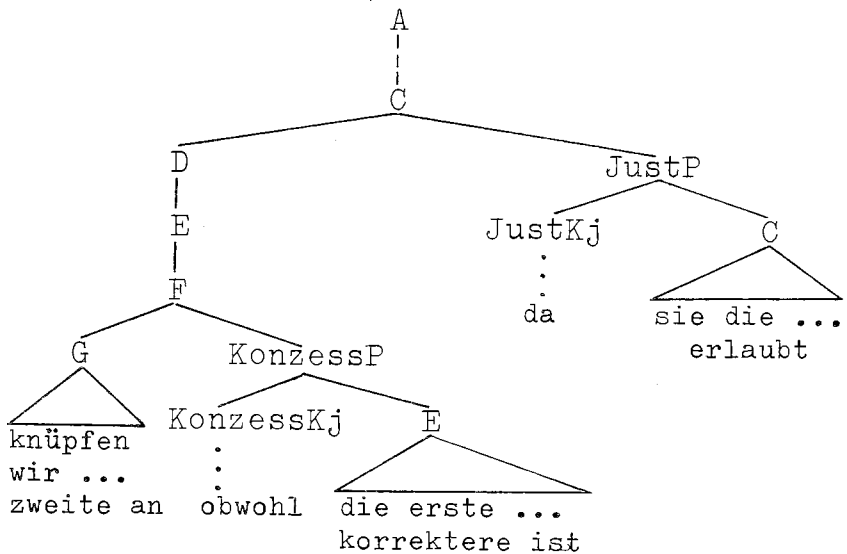 A
C
D
JustP
E
JustKj
C
F
da
sie die ...
erlaubt
G
KonzessP
KonzessKj
E
knüpfen
wir ...
zweite an
obwohl
die erste ...
korrektere ist